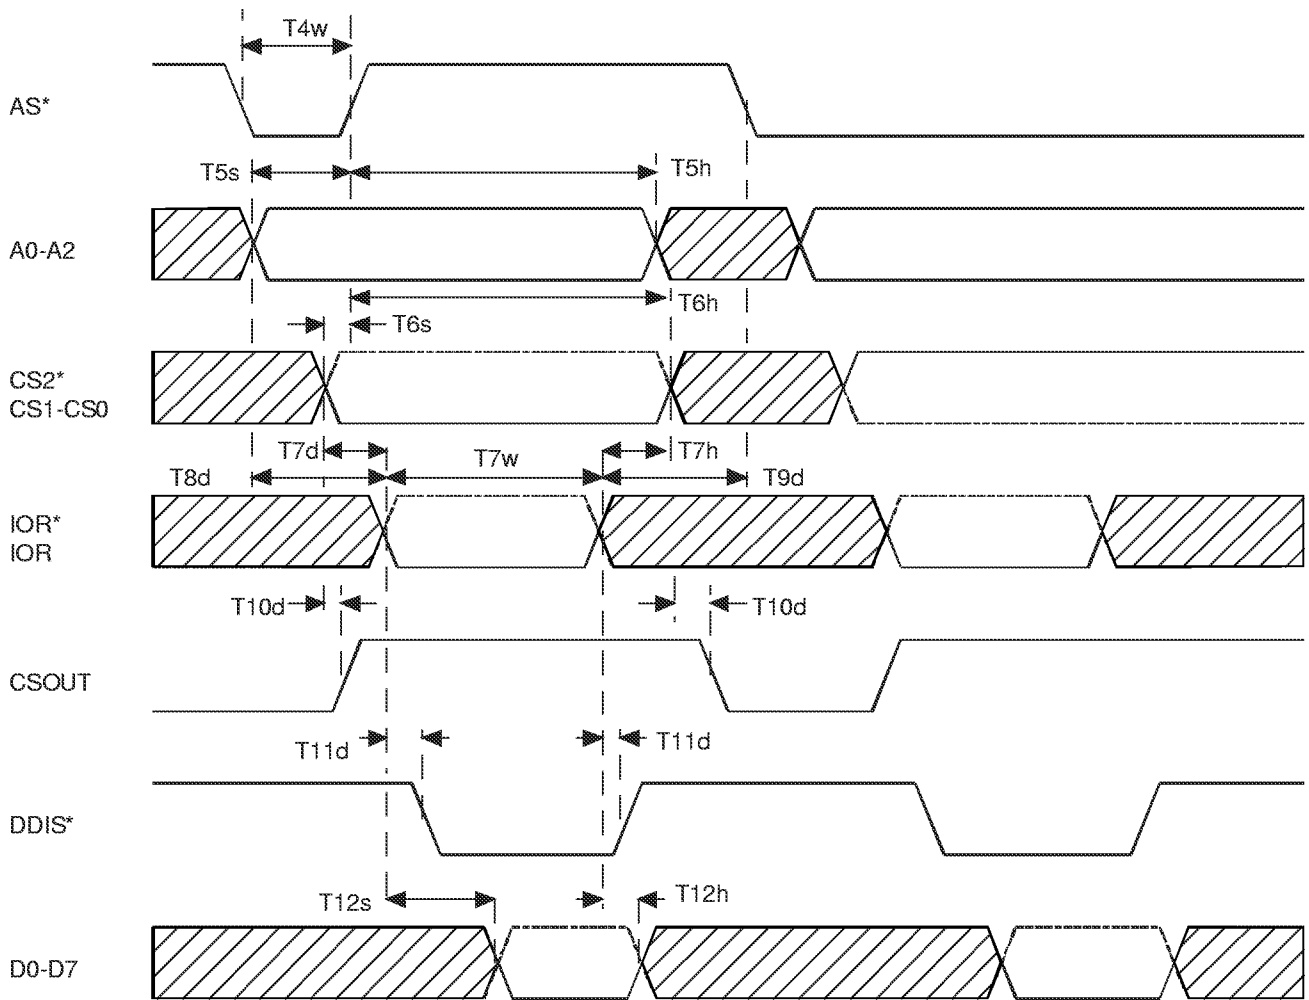 T4w
AS*
T5s
T5h
A0-A2
T6h
T6s
CS2*
CS1-CS0
T7d
T7w
T7h
T8d
T9d
IOR*
IOR
T10d
T10d
CSOUT
T11d
T11d
DDIS*
T12s
T12h
D0-D7